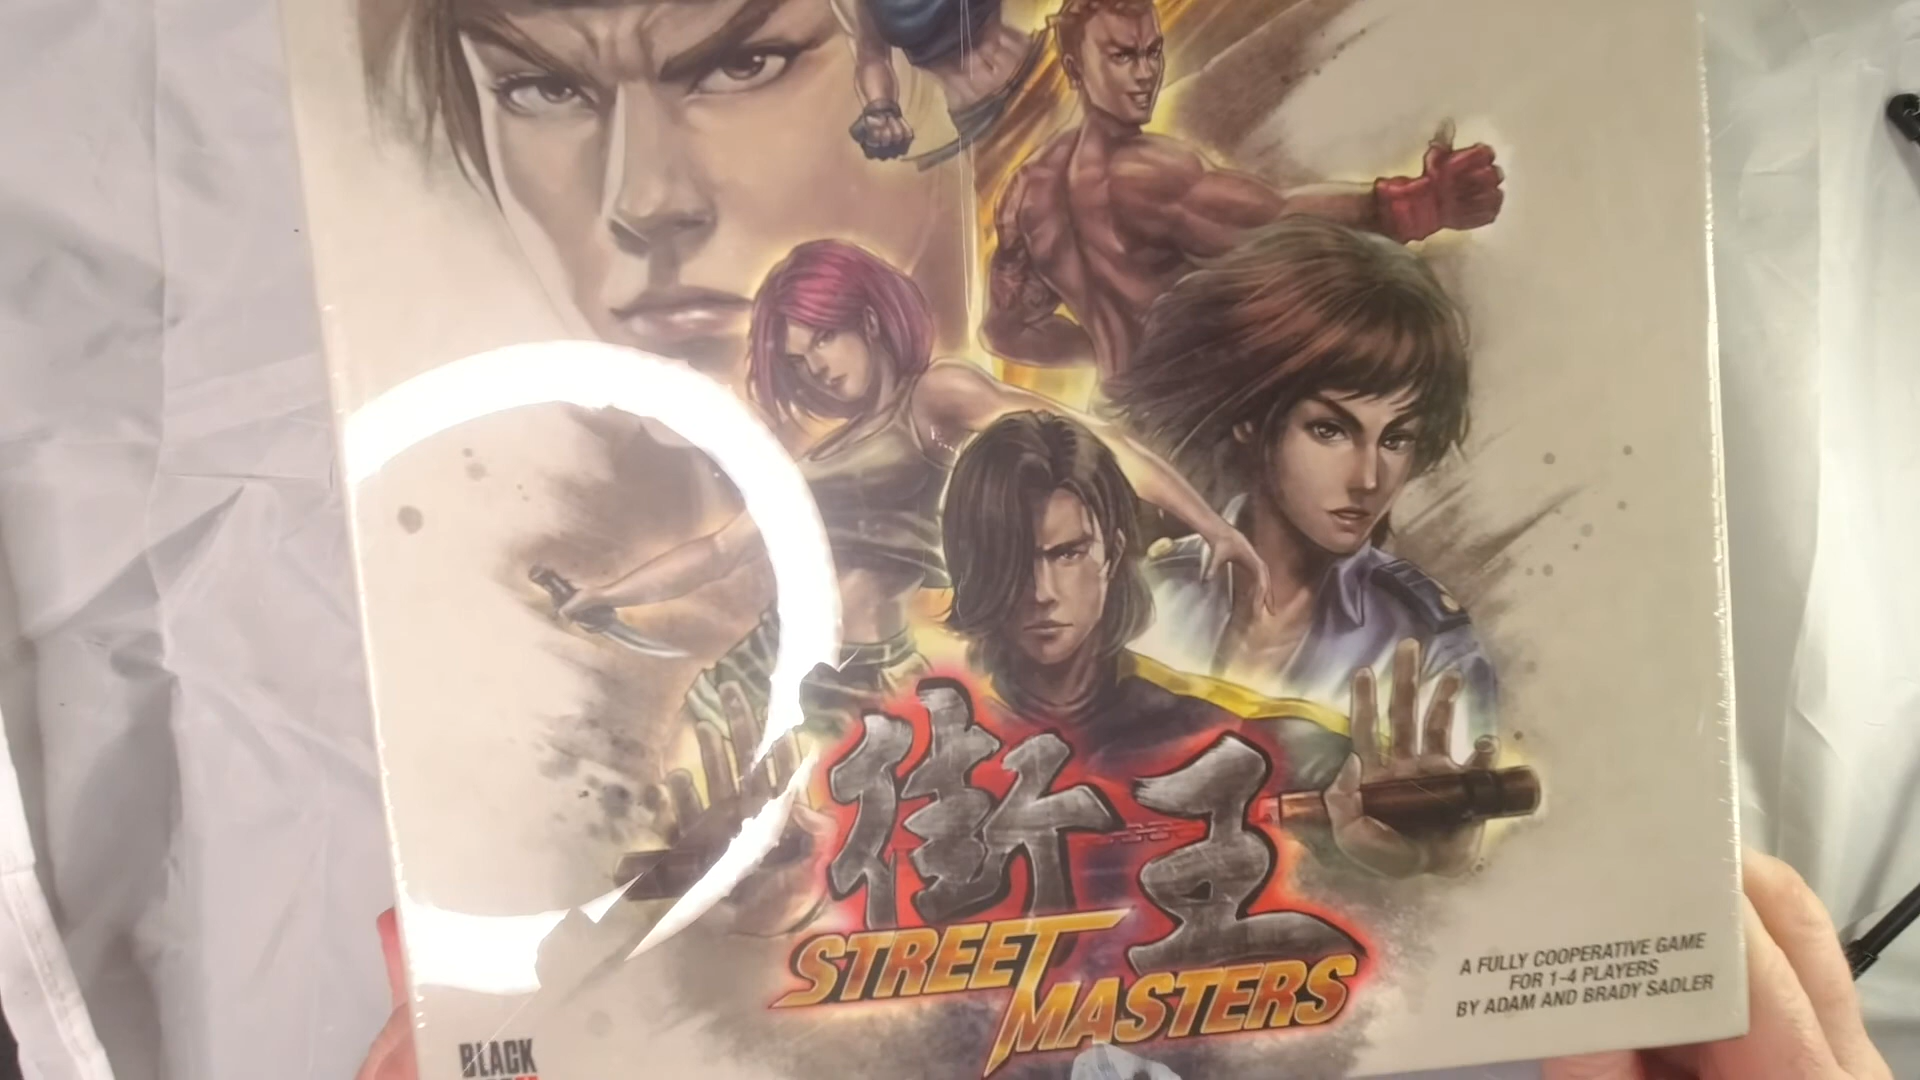 街王
STREET
MASTERS
A FULLY COOPERATIVE GAME
FOR 1-4 PLAYERS
BY ADAM AND BRADY SADLER
BLACK